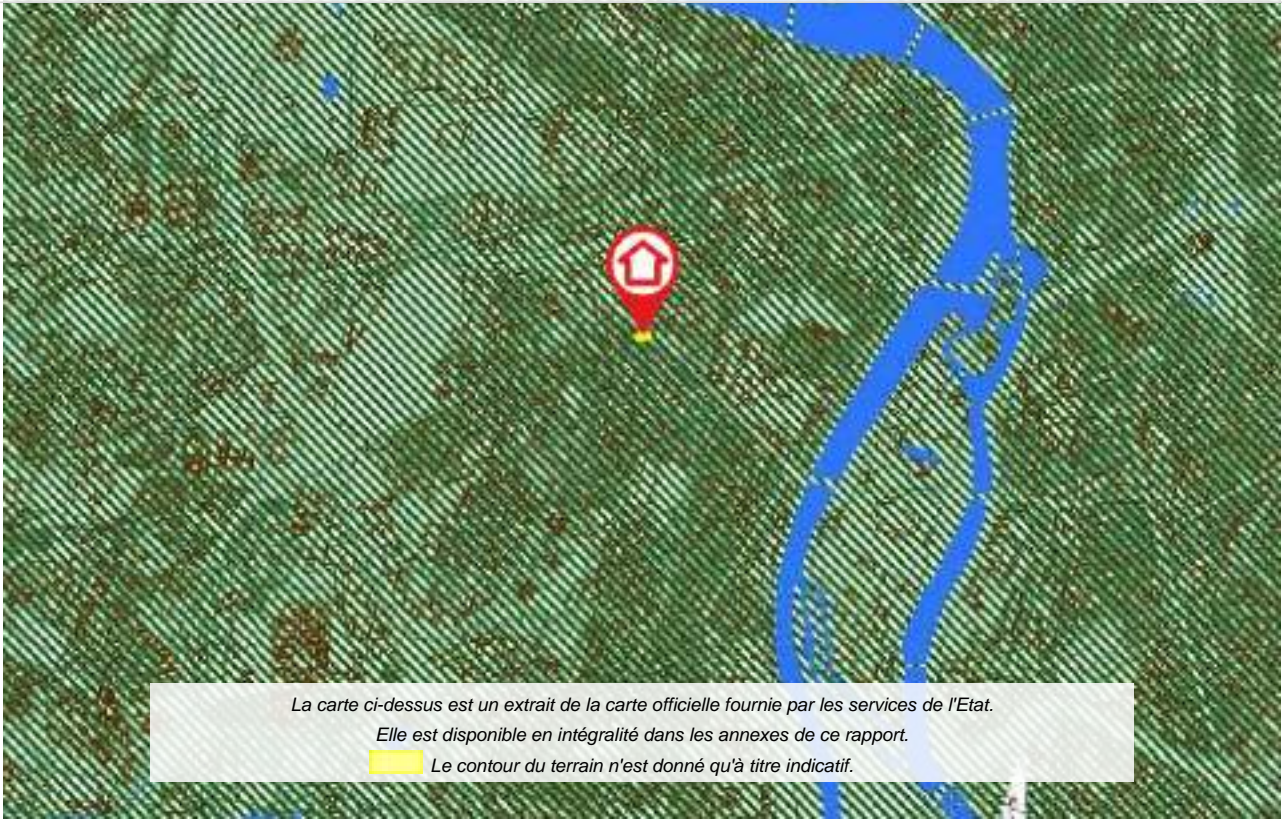 La carte ci-dessus est un extrait de la carte officielle fournie par les services de l'Etat.
Elle est disponible en intégralité dans les annexes de ce rapport.
Le contour du terrain n'est donné qu'à titre indicatif.